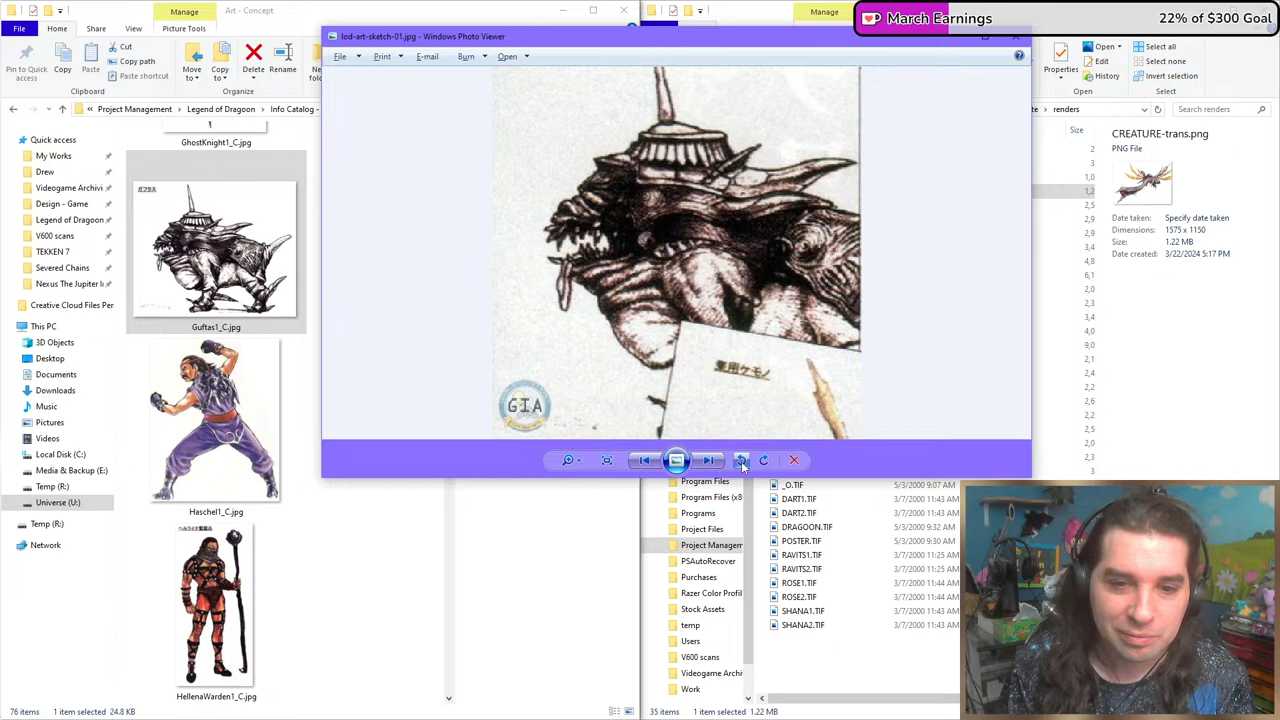 Manage
Art - Concept
Manage
March Earnings
22% of $300 Goal
File
Home
Share
View
Picture Tools
lod-art-sketch-01.jpg - Windows Photo Viewer
File
Print
E-mail
Burn
Open
Pin to Quick access
Copy
Paste
Cut
Copy path
Paste shortcut
Move to
Copy to
Delete
Rename
Clipboard
Organize
Properties
Open
Edit
History
Select all
Select none
Invert selection
Open
Select
Project Management
Legend of Dragoon
Info Catalog -
renders
Search renders
Quick access
My Works
Drew
Videogame Archivi
Design - Game
Legend of Dragoon
V600 scans
TEKKEN 7
Severed Chains
Nexus The Jupiter I
Creative Cloud Files Per
This PC
3D Objects
Desktop
Documents
Downloads
Music
Pictures
Videos
Local Disk (C:)
Media & Backup (E:)
Temp (R:)
Universe (U:)
Temp (R:)
Network
GhostKnight1_C.jpg
Guftas1_C.jpg
Haschel1_C.jpg
HellenaWarden1_C.jpg
GIA
Size
CREATURE-trans.png
PNG File
Date taken: Specify date taken
Dimensions: 1575 x 1150
Size: 1.22 MB
Date created: 3/22/2024 5:17 PM
Program Files
Program Files (x8
Programs
Project Files
Project Managem
PSAutoRecover
Purchases
Razer Color Profil
Stock Assets
temp
Users
V600 scans
Videogame Archi
Work
_O.TIF 5/3/2000 9:07 AM
DART1.TIF 3/7/2000 11:43 AM
DART2.TIF 3/7/2000 11:43 AM
DRAGOON.TIF 5/3/2000 9:32 AM
POSTER.TIF 5/3/2000 9:30 AM
RAVITS1.TIF 3/7/2000 11:25 AM
RAVITS2.TIF 3/7/2000 11:25 AM
ROSE1.TIF 3/7/2000 11:44 AM
ROSE2.TIF 3/7/2000 11:44 AM
SHANA1.TIF 3/7/2000 11:43 AM
SHANA2.TIF 3/7/2000 11:43 AM
76 items
1 item selected 24.8 KB
35 items
1 item selected 1.22 MB